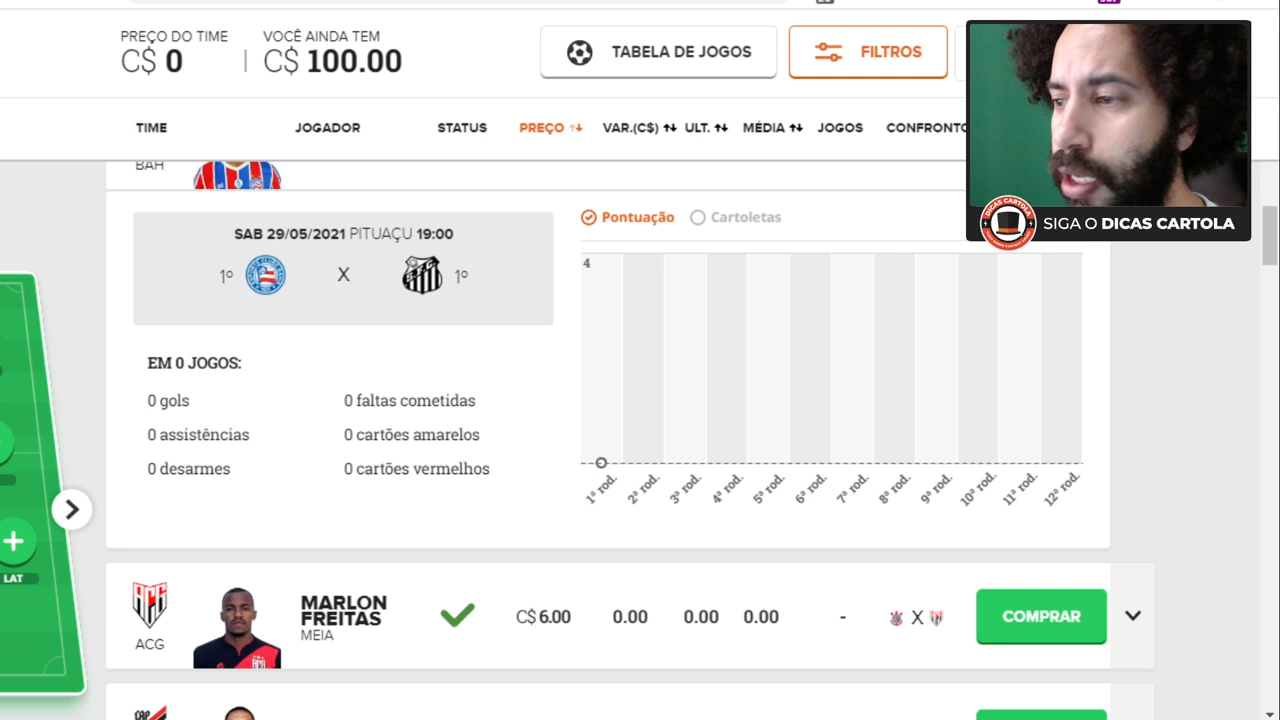 PREÇO DO TIME
C$ 0
VOCÊ AINDA TEM
C$ 100.00
TABELA DE JOGOS
FILTROS
TIME JOGADOR STATUS PREÇO VAR.(C$) ULT. MÉDIA JOGOS CONFRONTO
SIGA O DICAS CARTOLA
DICAS CARTOLA
BAH
SAB 29/05/2021 PITUAÇU 19:00
1º X 1º
EM 0 JOGOS:
0 gols 0 faltas cometidas
0 assistências 0 cartões amarelos
0 desarmes 0 cartões vermelhos
Pontuação Cartoletas
4
1ª rod. 2ª rod. 3ª rod. 4ª rod. 5ª rod. 6ª rod. 7ª rod. 8ª rod. 9ª rod. 10ª rod. 11ª rod. 12ª rod.
LAT
ACG
MARLON
FREITAS
MEIA
C$ 6.00 0.00 0.00 0.00 - X
COMPRAR